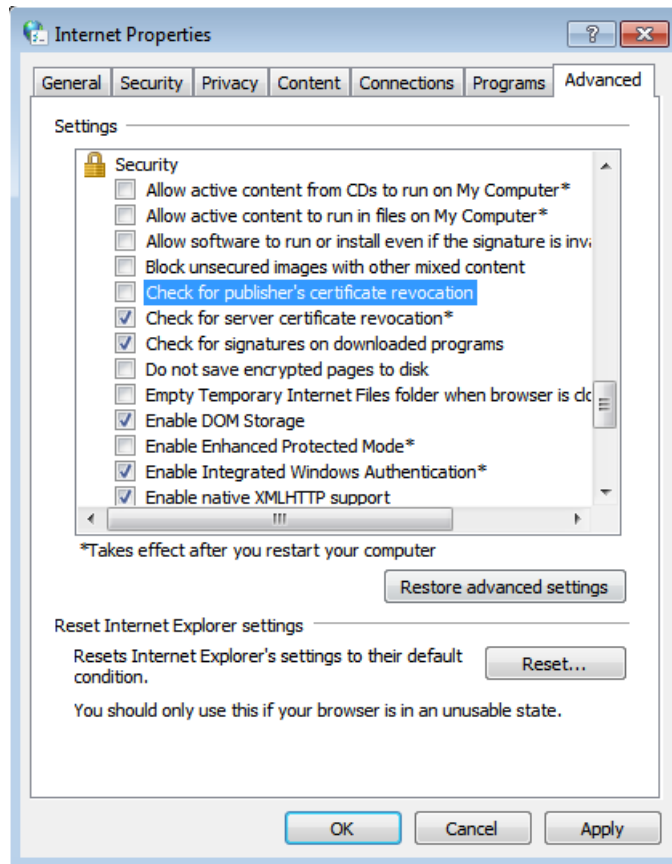 Internet Properties
General Security Privacy Content Connections Programs Advanced
Settings
Security
Allow active content from CDs to run on My Computer*
Allow active content to run in files on My Computer*
Allow software to run or install even if the signature is inva
Block unsecured images with other mixed content
Check for publisher's certificate revocation
Check for server certificate revocation*
Check for signatures on downloaded programs
Do not save encrypted pages to disk
Empty Temporary Internet Files folder when browser is clo
Enable DOM Storage
Enable Enhanced Protected Mode*
Enable Integrated Windows Authentication*
Enable native XMLHTTP support
*Takes effect after you restart your computer
Restore advanced settings
Reset Internet Explorer settings
Resets Internet Explorer's settings to their default
condition.
Reset...
You should only use this if your browser is in an unusable state.
OK Cancel Apply